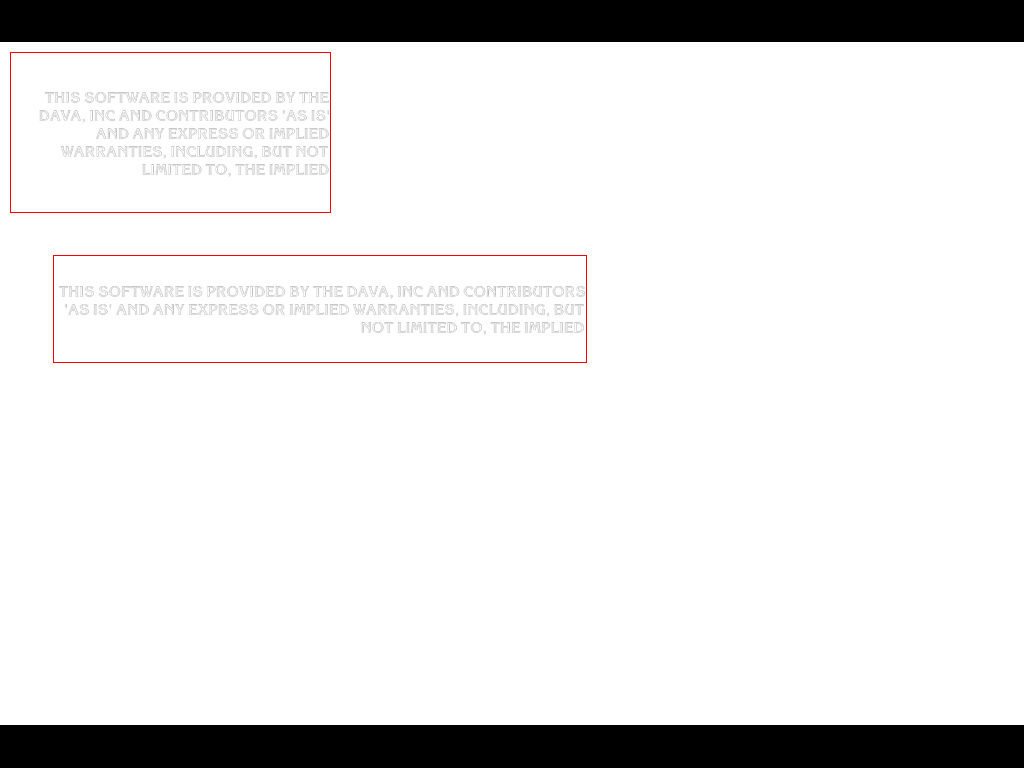 THIS SOFTWARE IS PROVIDED BY THE
DAVA, INC AND CONTRIBUTORS 'AS IS'
AND ANY EXPRESS OR IMPLIED
WARRANTIES, INCLUDING, BUT NOT
LIMITED TO, THE IMPLIED
THIS SOFTWARE IS PROVIDED BY THE DAVA, INC AND CONTRIBUTORS
'AS IS' AND ANY EXPRESS OR IMPLIED WARRANTIES, INCLUDING, BUT
NOT LIMITED TO, THE IMPLIED